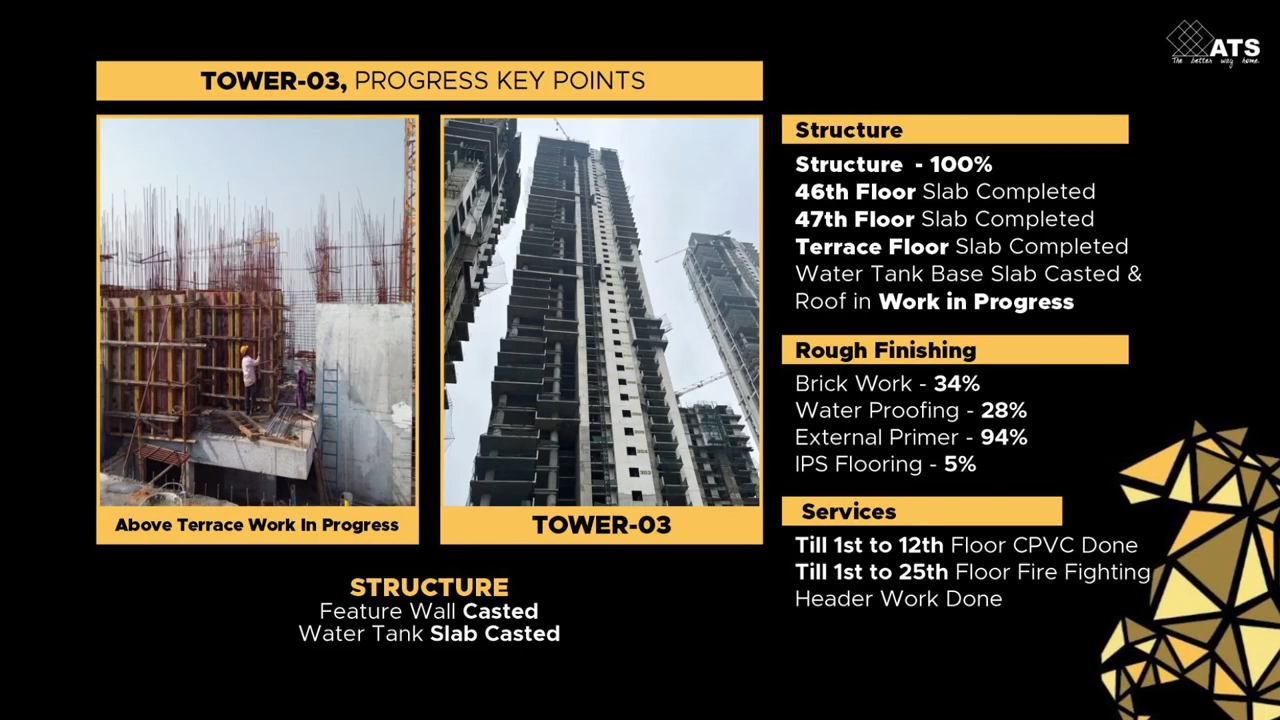 ATS
The better way home.
TOWER-03, PROGRESS KEY POINTS
Above Terrace Work In Progress
TOWER-03
STRUCTURE
Feature Wall Casted
Water Tank Slab Casted
Structure
Structure - 100%
46th Floor Slab Completed
47th Floor Slab Completed
Terrace Floor Slab Completed
Water Tank Base Slab Casted &
Roof in Work in Progress
Rough Finishing
Brick Work - 34%
Water Proofing - 28%
External Primer - 94%
IPS Flooring - 5%
Services
Till 1st to 12th Floor CPVC Done
Till 1st to 25th Floor Fire Fighting
Header Work Done